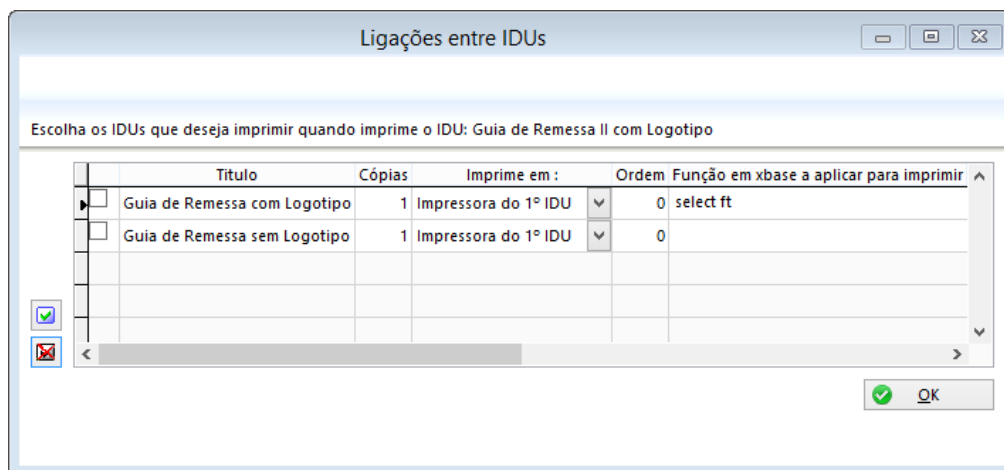 Ligações entre IDUs
Escolha os IDUs que deseja imprimir quando imprime o IDU: Guia de Remessa II com Logotipo
Titulo Cópias Imprime em : Ordem Função em xbase a aplicar para imprimir
Guia de Remessa com Logotipo 1 Impressora do 1º IDU 0 select ft
Guia de Remessa sem Logotipo 1 Impressora do 1º IDU 0
OK